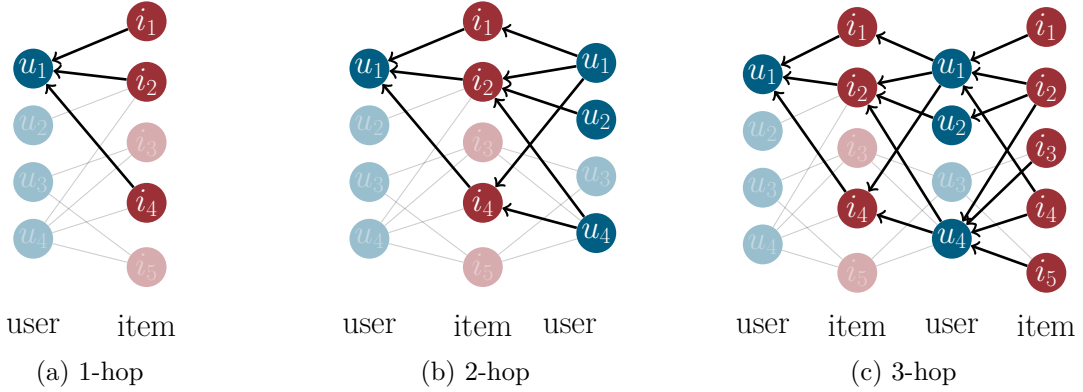 i1
u1
i2
u2
i3
u3
i4
u4
i5
user item
(a) 1-hop
i1
u1 u1
i2
u2
i3
u3 u3
i4
u4 u4
i5
user item user
(b) 2-hop
i1 i1
u1 u1
i2 i2
u2 u2
i3 i3
u3 u3
i4 i4
u4 u4
i5 i5
user item user item
(c) 3-hop